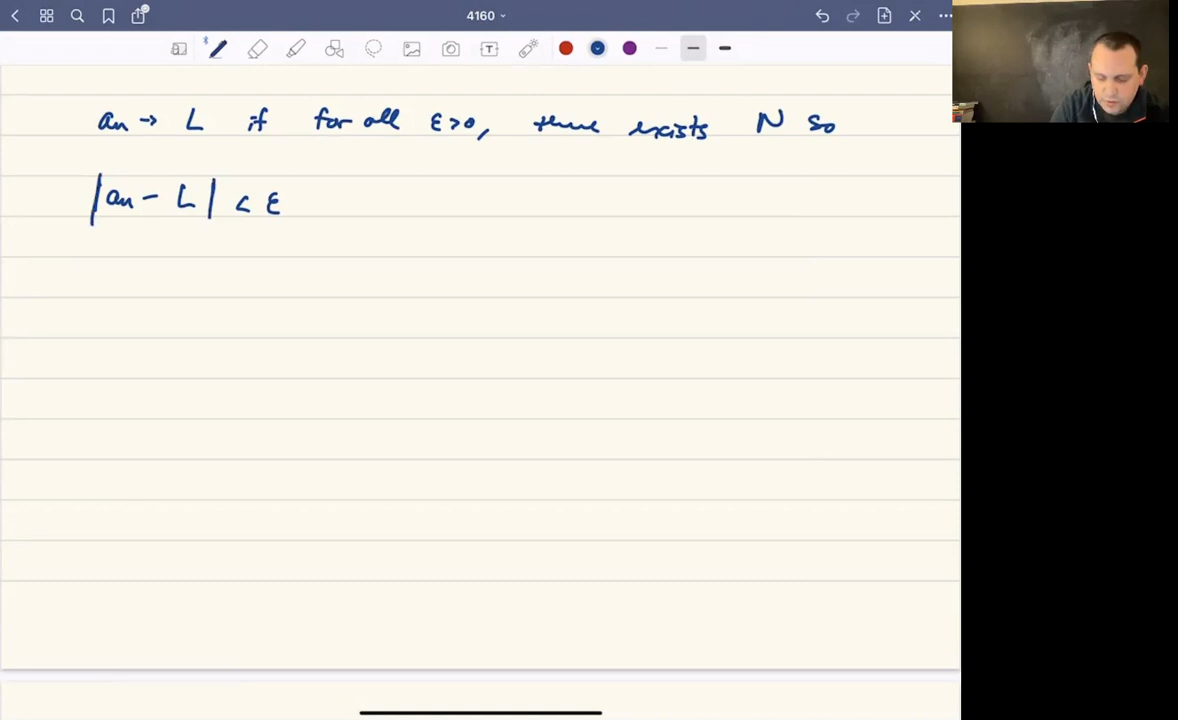 4160
an → L if for all ε>0, there exists N so
|an - L| < ε